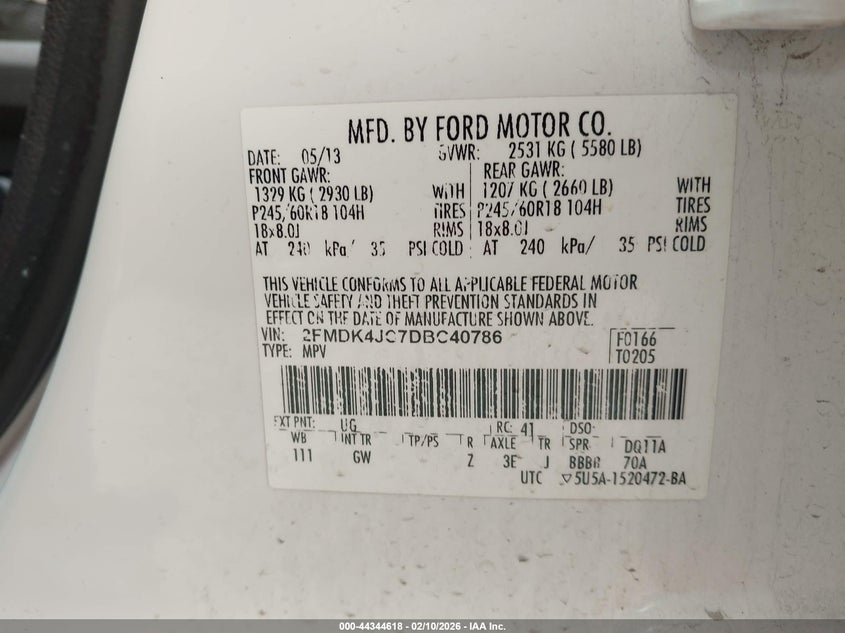 MFD. BY FORD MOTOR CO.
DATE: 05/13 GVWR: 2531 KG ( 5580 LB)
FRONT GAWR: REAR GAWR:
1329 KG ( 2930 LB) WITH 1207 KG ( 2660 LB) WITH
P245/60R18 104H TIRES P245/60R18 104H TIRES
18x8.0J RIMS 18x8.0J RIMS
AT 240 kPa/ 35 PSI COLD AT 240 kPa/ 35 PSI COLD
THIS VEHICLE CONFORMS TO ALL APPLICABLE FEDERAL MOTOR
VEHICLE SAFETY AND THEFT PREVENTION STANDARDS IN
EFFECT ON THE DATE OF MANUFACTURE SHOWN ABOVE.
VIN: 2FMDK4JC7DBC40786 F0166
TYPE: MPV T0205
EXT PNT: UG RC: 41 DSO:
WB INT TR TP/PS R AXLE TR SPR DQ11A
111 GW Z 3E J BBBR 70A
UTC ▽5U5A-1520472-BA
000-44344618 - 02/10/2026 - IAA Inc.